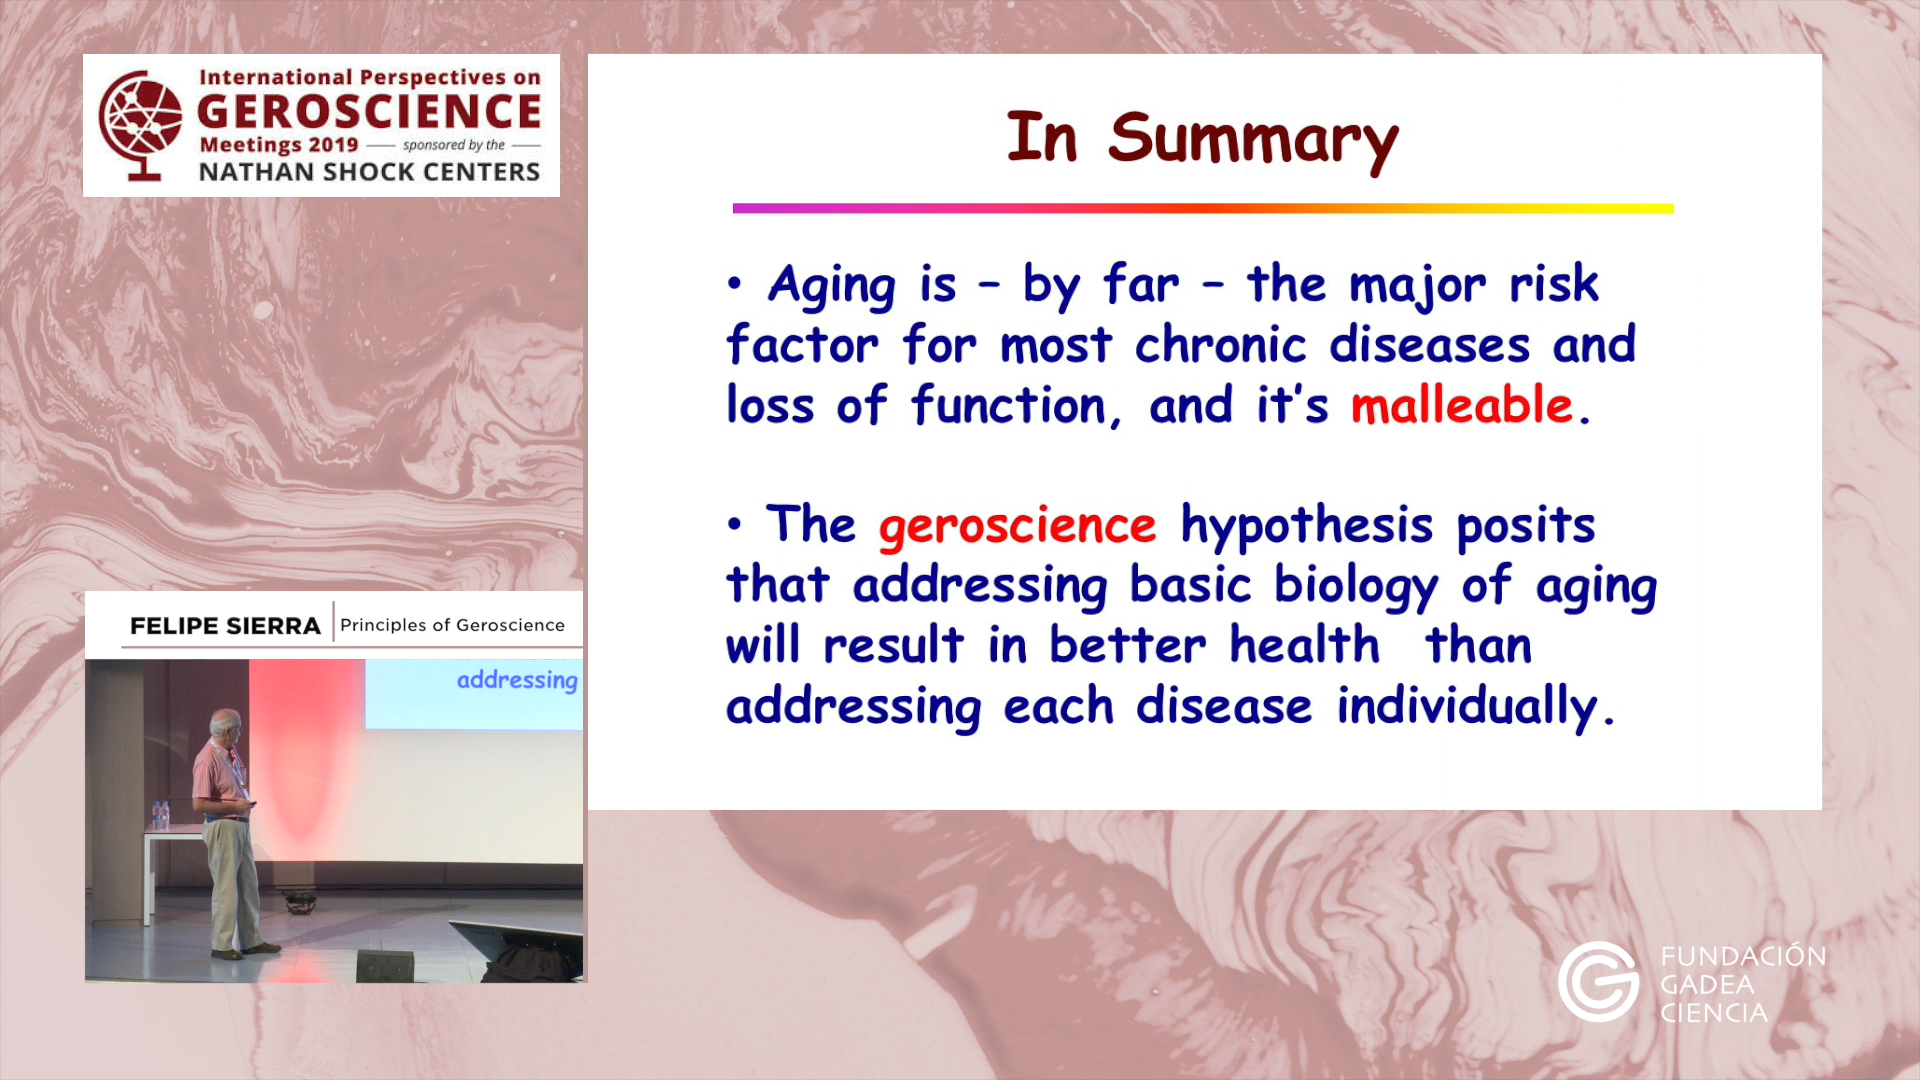 International Perspectives on
GEROSCIENCE
Meetings 2019 — sponsored by the —
NATHAN SHOCK CENTERS
In Summary
• Aging is – by far – the major risk
factor for most chronic diseases and
loss of function, and it's malleable.
• The geroscience hypothesis posits
that addressing basic biology of aging
will result in better health than
addressing each disease individually.
FELIPE SIERRA | Principles of Geroscience
addressing
FUNDACIÓN
GADEA
CIENCIA